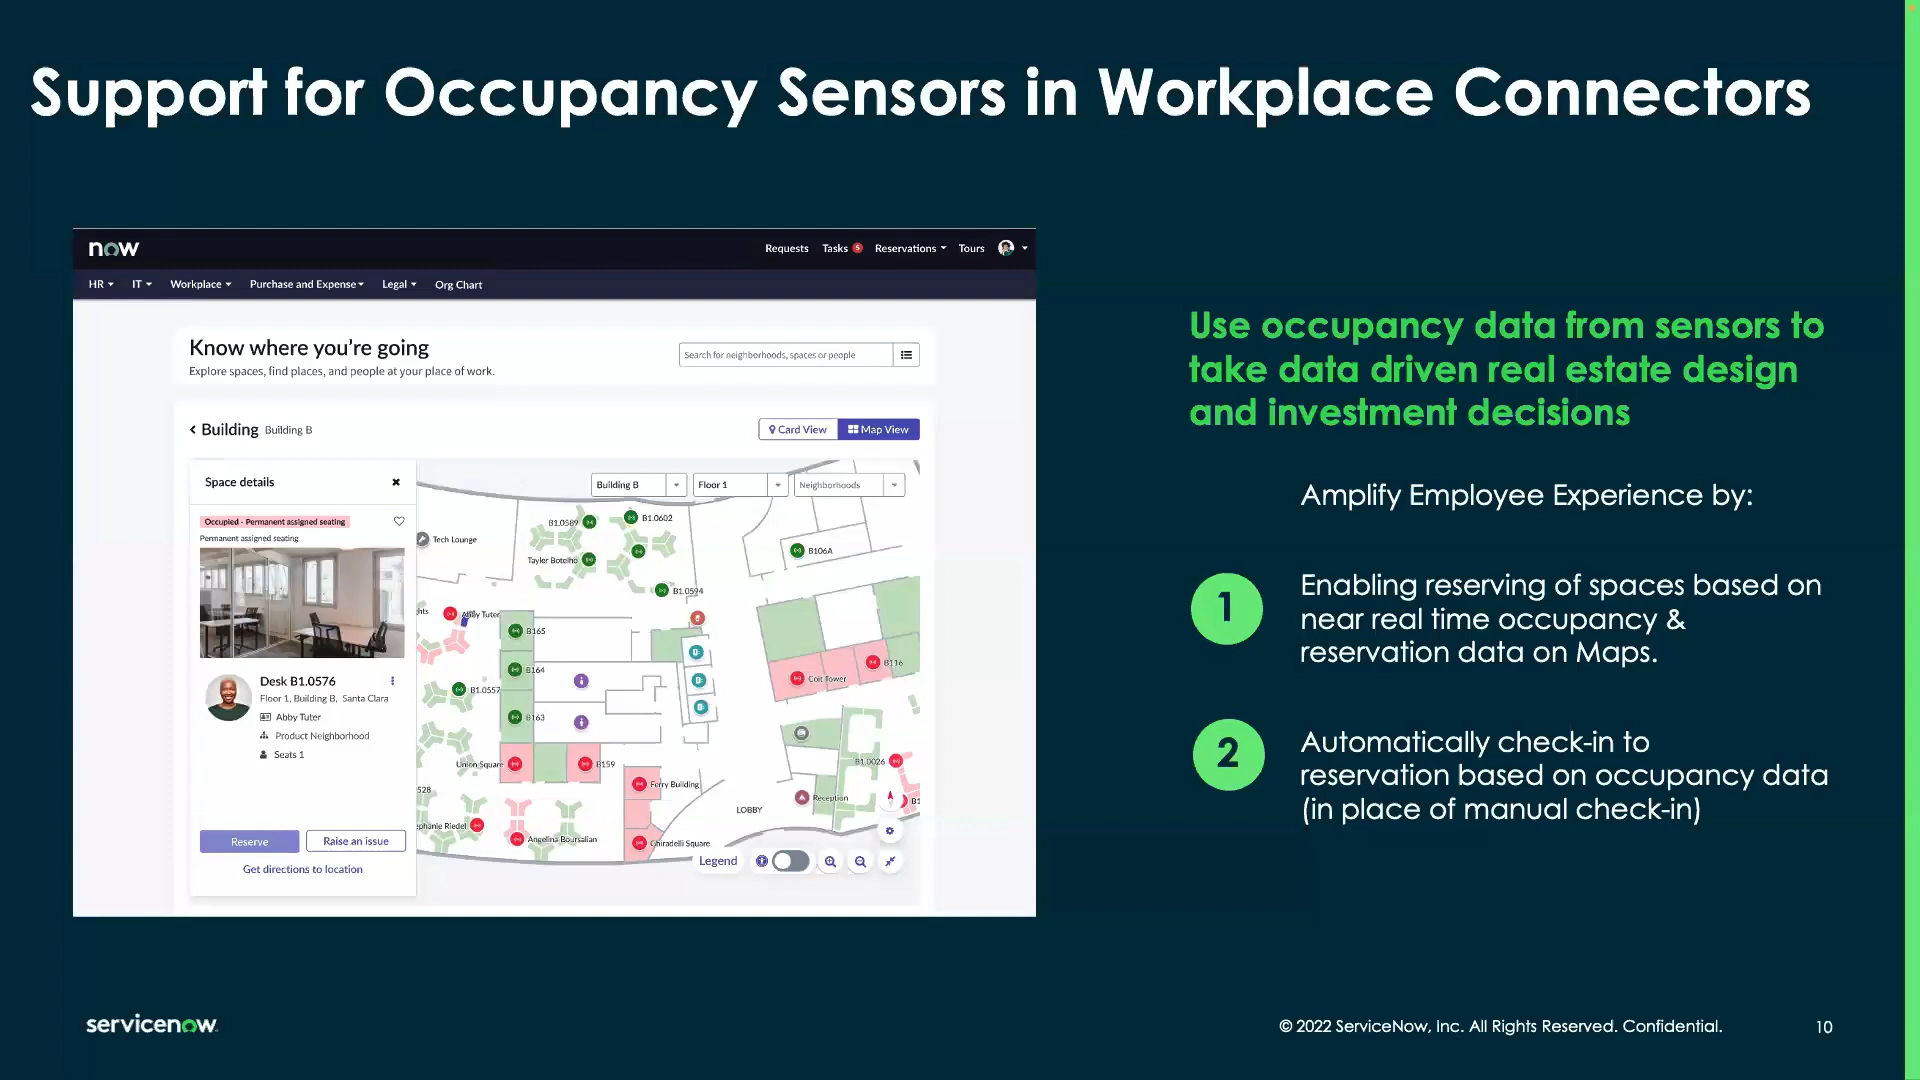 Support for Occupancy Sensors in Workplace Connectors
now
Requests Tasks 5 Reservations Tours
HR IT Workplace Purchase and Expense Legal Org Chart
Know where you're going
Explore spaces, find places, and people at your place of work.
Search for neighborhoods, spaces or people
Building Building B
Card View Map View
Space details
Occupied - Permanent assigned seating
Permanent assigned seating
Desk B1.0576
Floor 1, Building B, Santa Clara
Abby Tuter
Product Neighborhood
Seats 1
Reserve Raise an issue
Get directions to location
Building B Floor 1 Neighborhoods
B1.0589 B1.0602
Tech Lounge
Tayler Botelho
B106A
B1.0594
hts Abby Tuter
B165
B164
B1.0557
B163
Coit Tower B116
Union Square B159
B1.0026
528
Ferry Building
Reception B1
LOBBY
ephanie Riedel
Angelina Boursalian
Ghiradelli Square
Legend
Use occupancy data from sensors to
take data driven real estate design
and investment decisions
Amplify Employee Experience by:
1
Enabling reserving of spaces based on
near real time occupancy &
reservation data on Maps.
2
Automatically check-in to
reservation based on occupancy data
(in place of manual check-in)
servicenow
© 2022 ServiceNow, Inc. All Rights Reserved. Confidential.
10